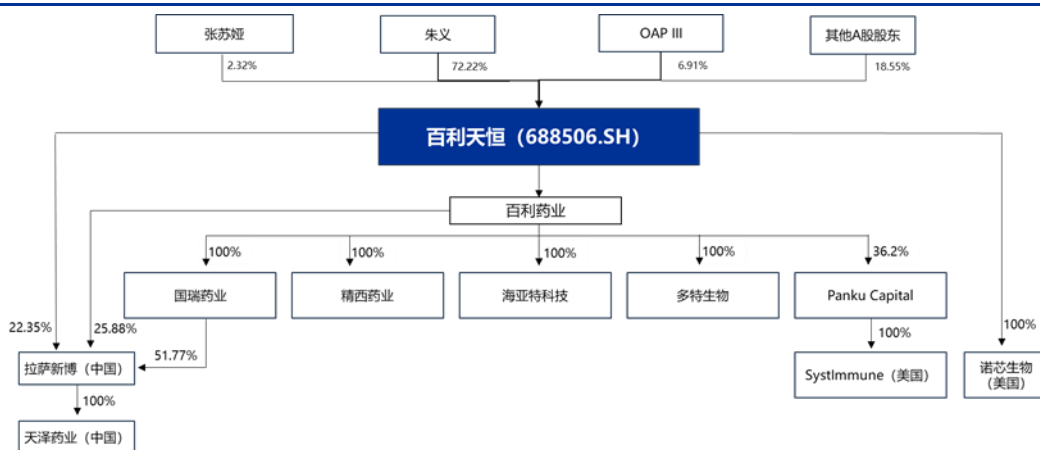 张苏娅
朱义
OAP III
其他A股股东
2.32%
72.22%
6.91%
18.55%
百利天恒（688506.SH）
百利药业
100%
100%
100%
100%
36.2%
国瑞药业
精西药业
海亚特科技
多特生物
Panku Capital
22.35%
25.88%
51.77%
100%
100%
拉萨新博（中国）
SystImmune（美国）
诺芯生物
（美国）
100%
天泽药业（中国）